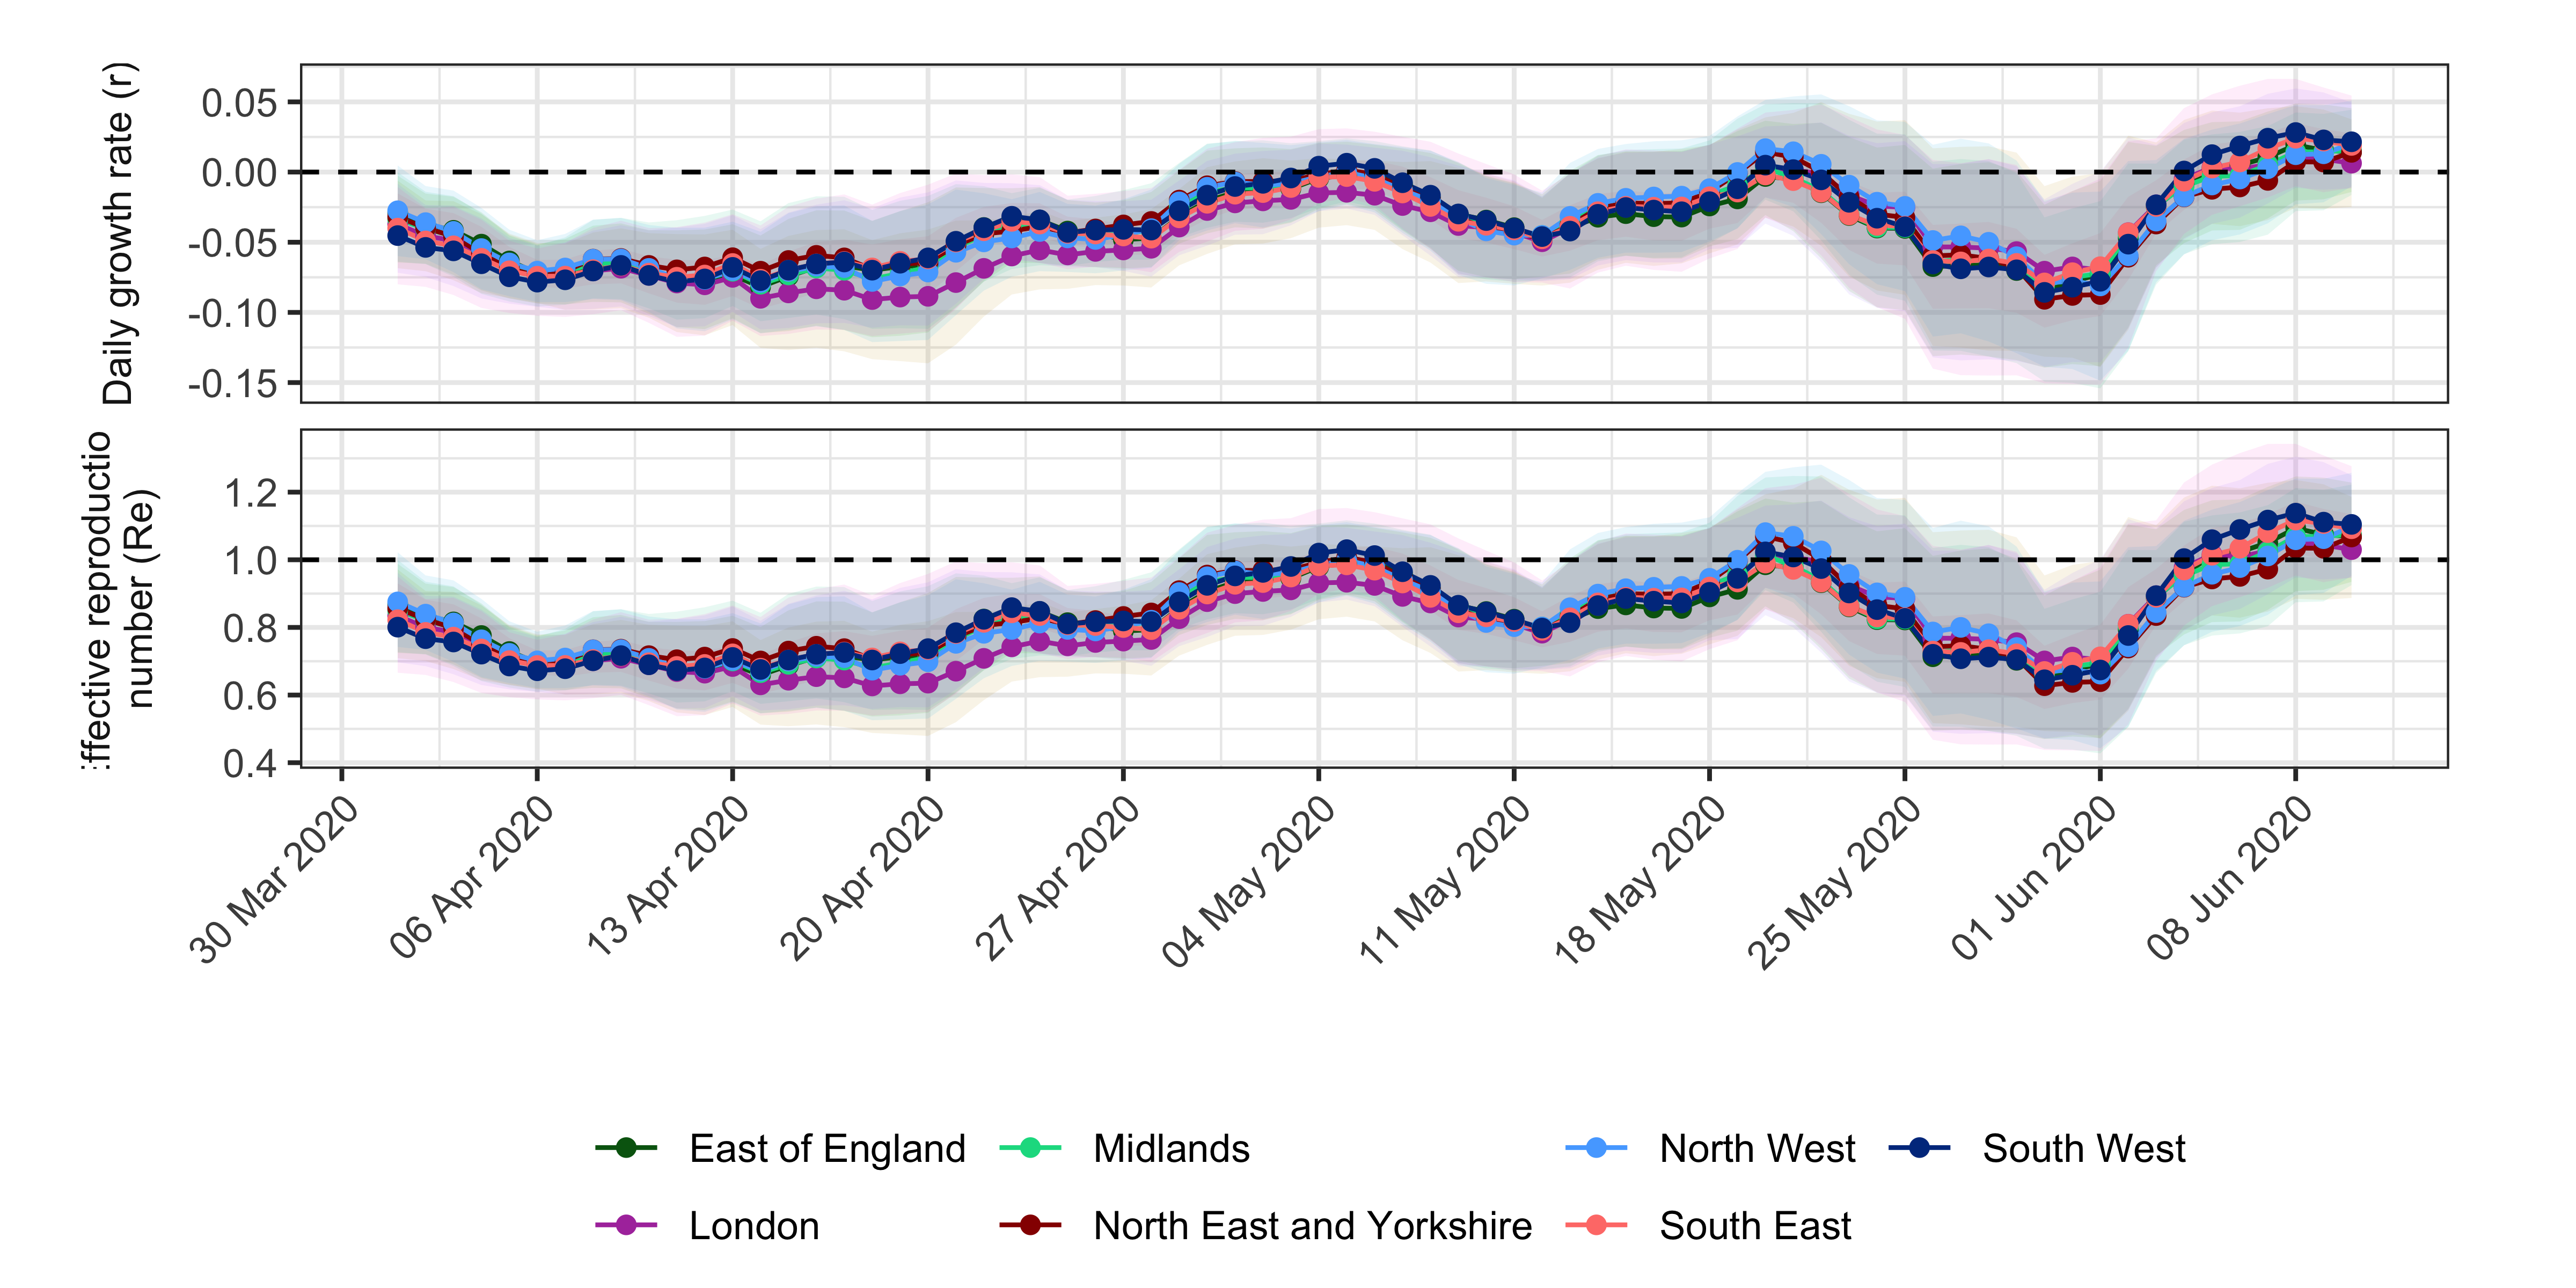 Daily growth rate (r)
0.05
0.00
-0.05
-0.10
-0.15
ffective reproductio
number (Re)
1.2
1.0
0.8
0.6
0.4
30 Mar 2020
06 Apr 2020
13 Apr 2020
20 Apr 2020
27 Apr 2020
04 May 2020
11 May 2020
18 May 2020
25 May 2020
01 Jun 2020
08 Jun 2020
East of England Midlands North West South West
London North East and Yorkshire South East